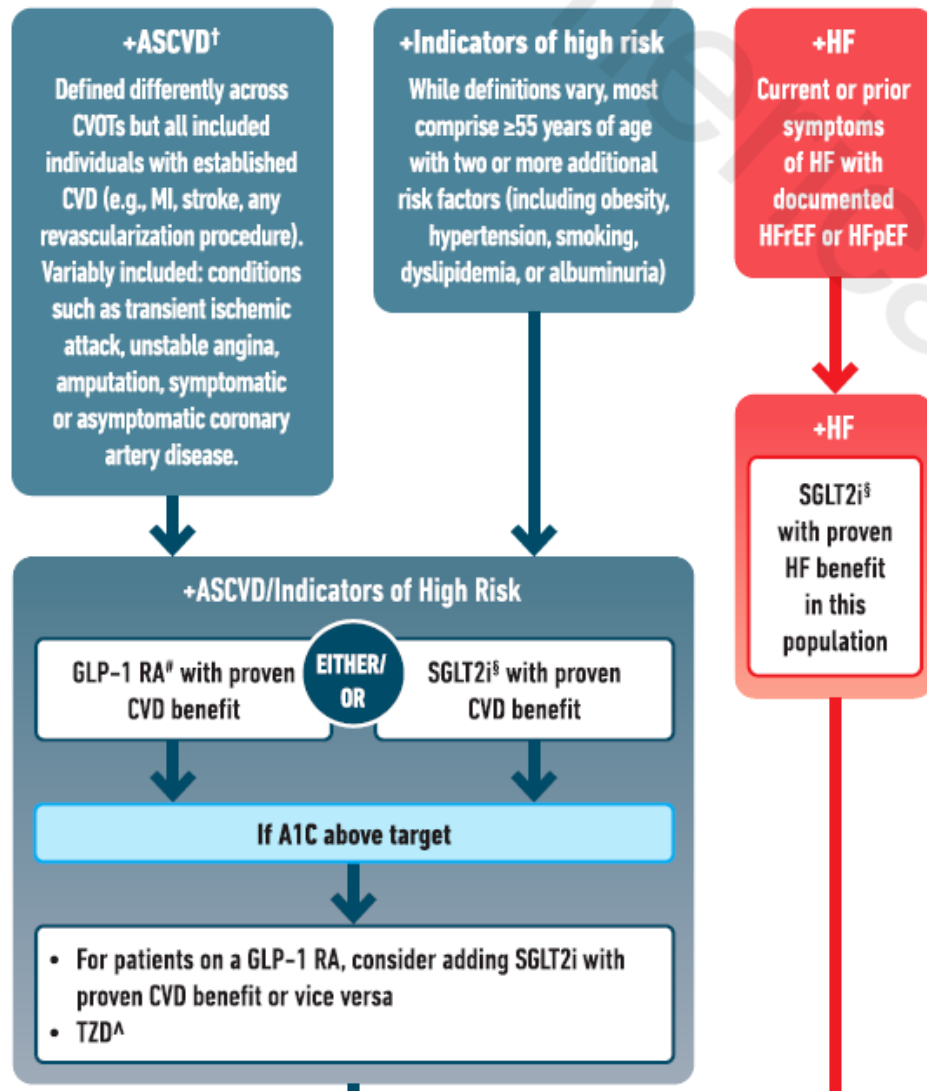 +ASCVD†
Defined differently across
CVOTs but all included
individuals with established
CVD (e.g., MI, stroke, any
revascularization procedure).
Variably included: conditions
such as transient ischemic
attack, unstable angina,
amputation, symptomatic
or asymptomatic coronary
artery disease.
+Indicators of high risk
While definitions vary, most
comprise ≥55 years of age
with two or more additional
risk factors (including obesity,
hypertension, smoking,
dyslipidemia, or albuminuria)
+HF
Current or prior
symptoms
of HF with
documented
HFrEF or HFpEF
+ASCVD/Indicators of High Risk
GLP-1 RA# with proven
CVD benefit
EITHER/
OR
SGLT2i§ with proven
CVD benefit
If A1C above target
• For patients on a GLP-1 RA, consider adding SGLT2i with
proven CVD benefit or vice versa
• TZD^
+HF
SGLT2i§
with proven
HF benefit
in this
population